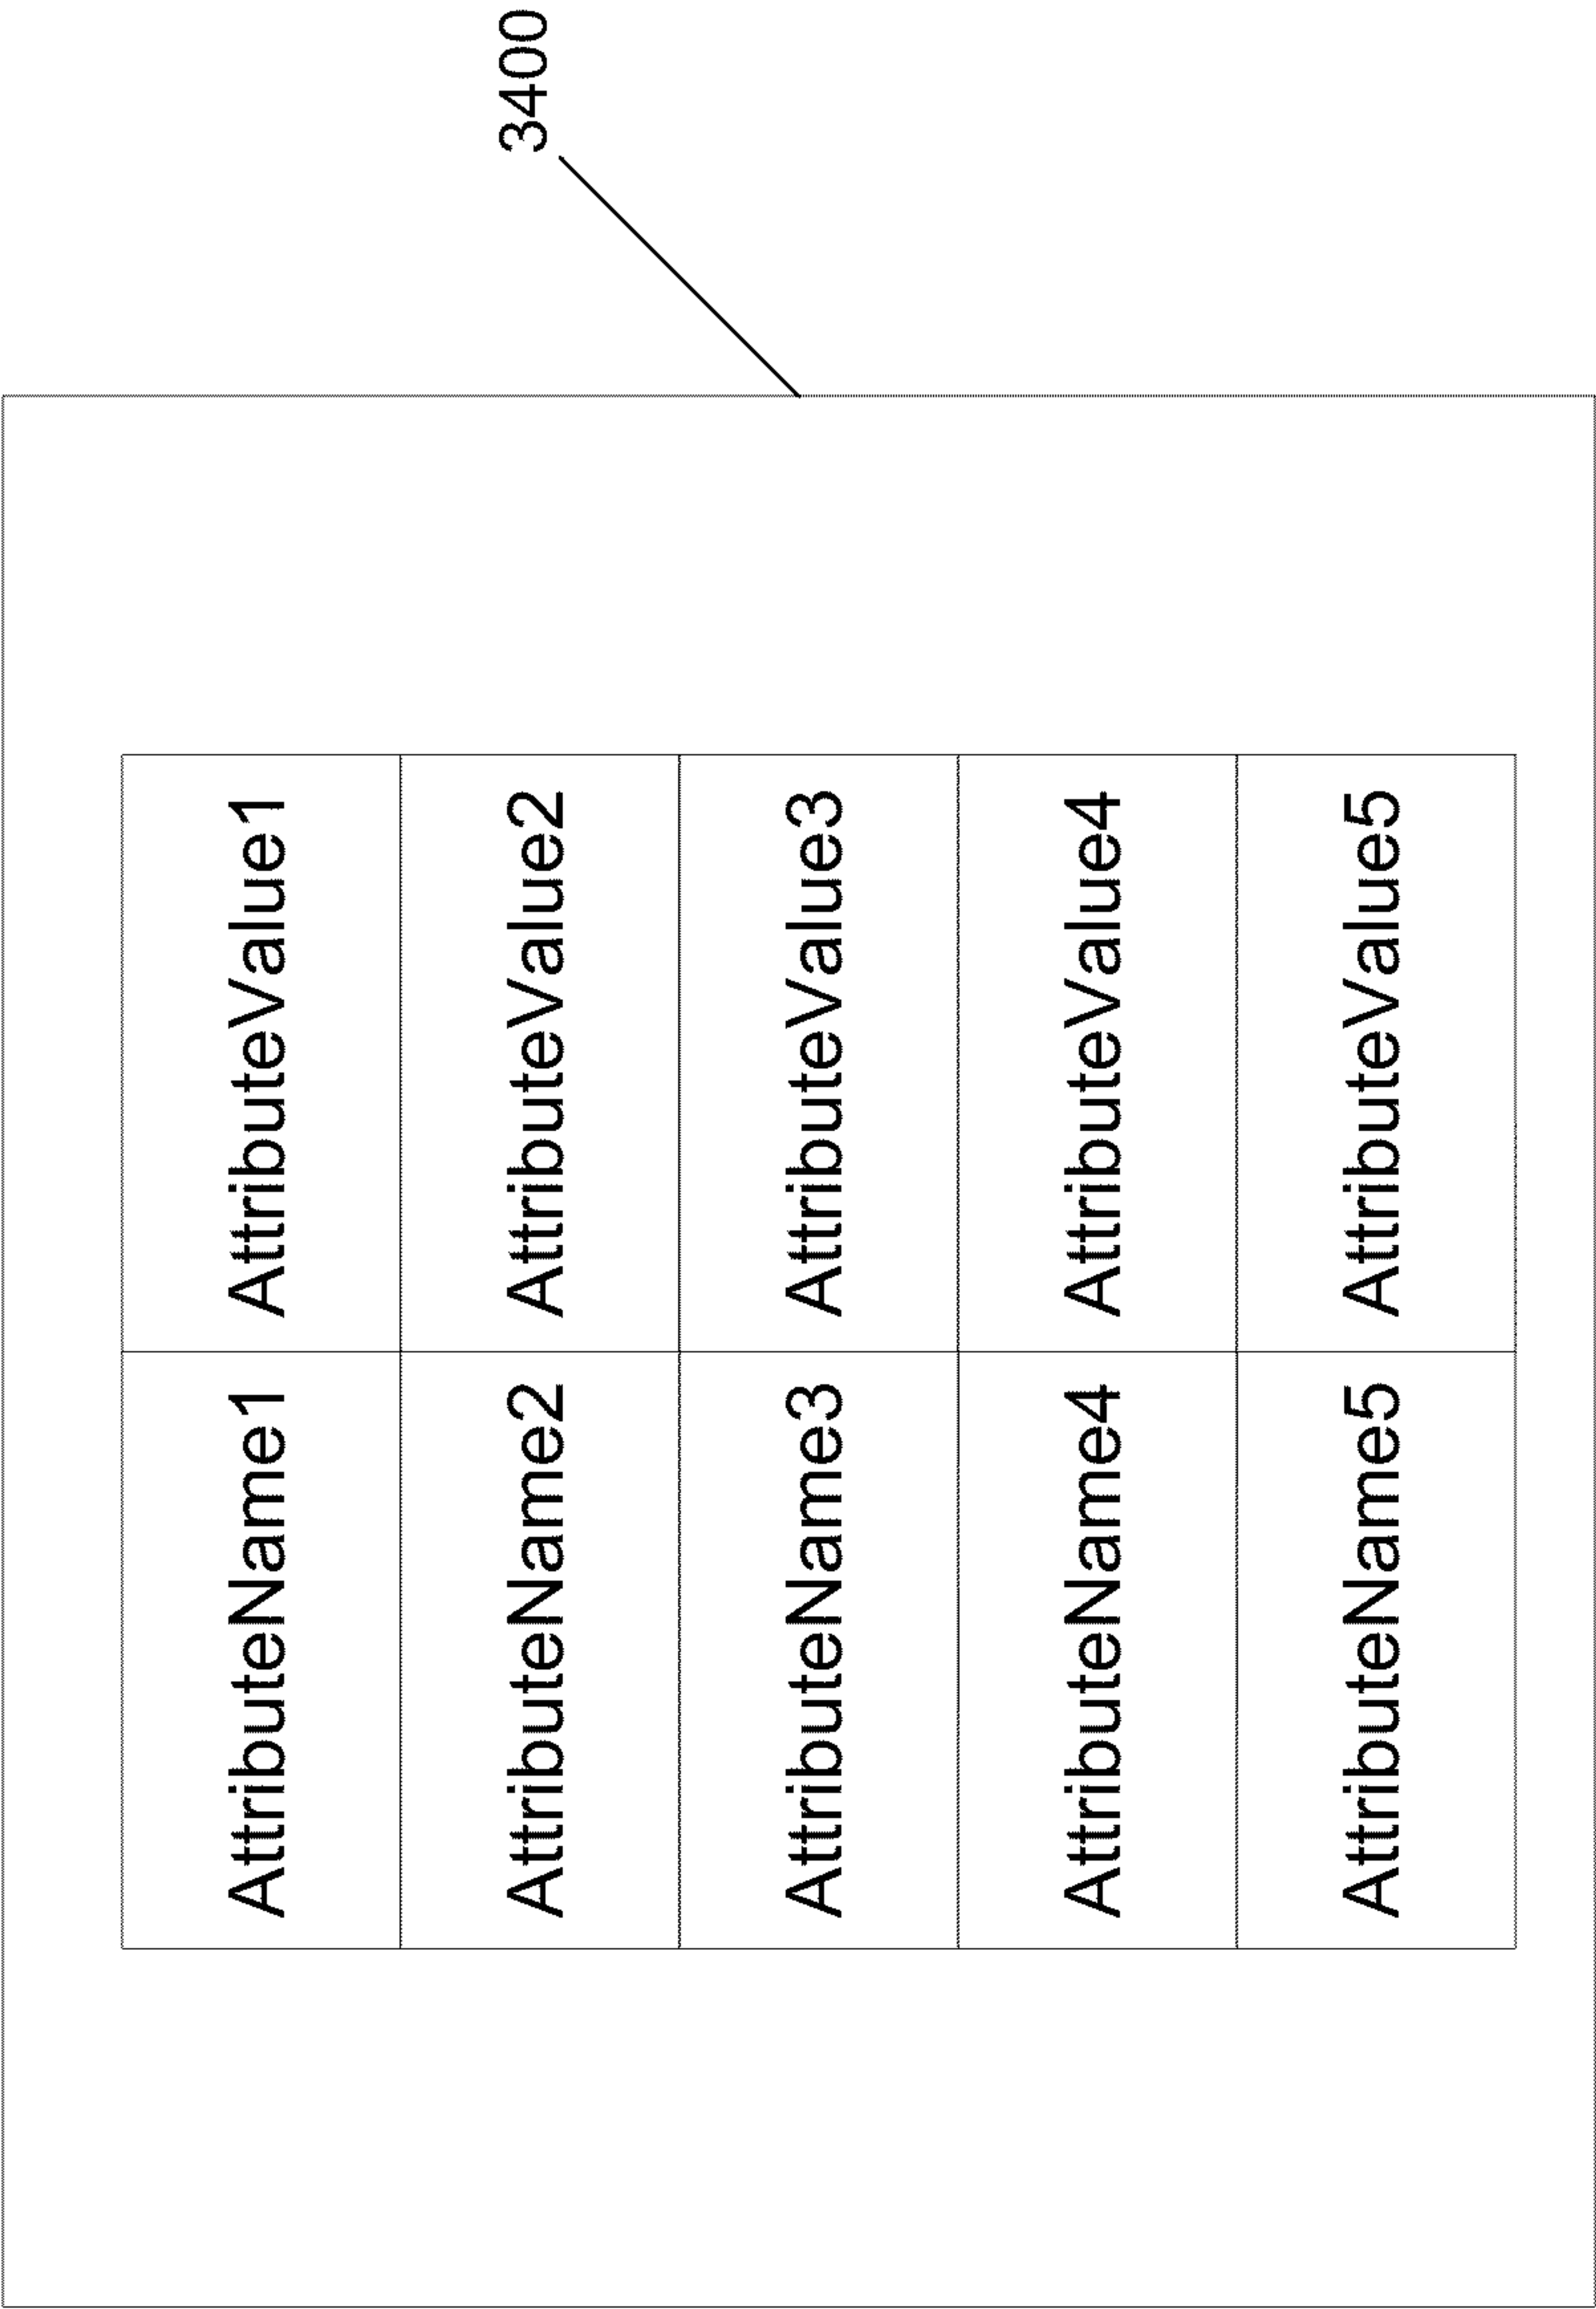 3400
AttributeName1 AttributeValue1
AttributeName2 AttributeValue2
AttributeName3 AttributeValue3
AttributeName4 AttributeValue4
AttributeName5 AttributeValue5